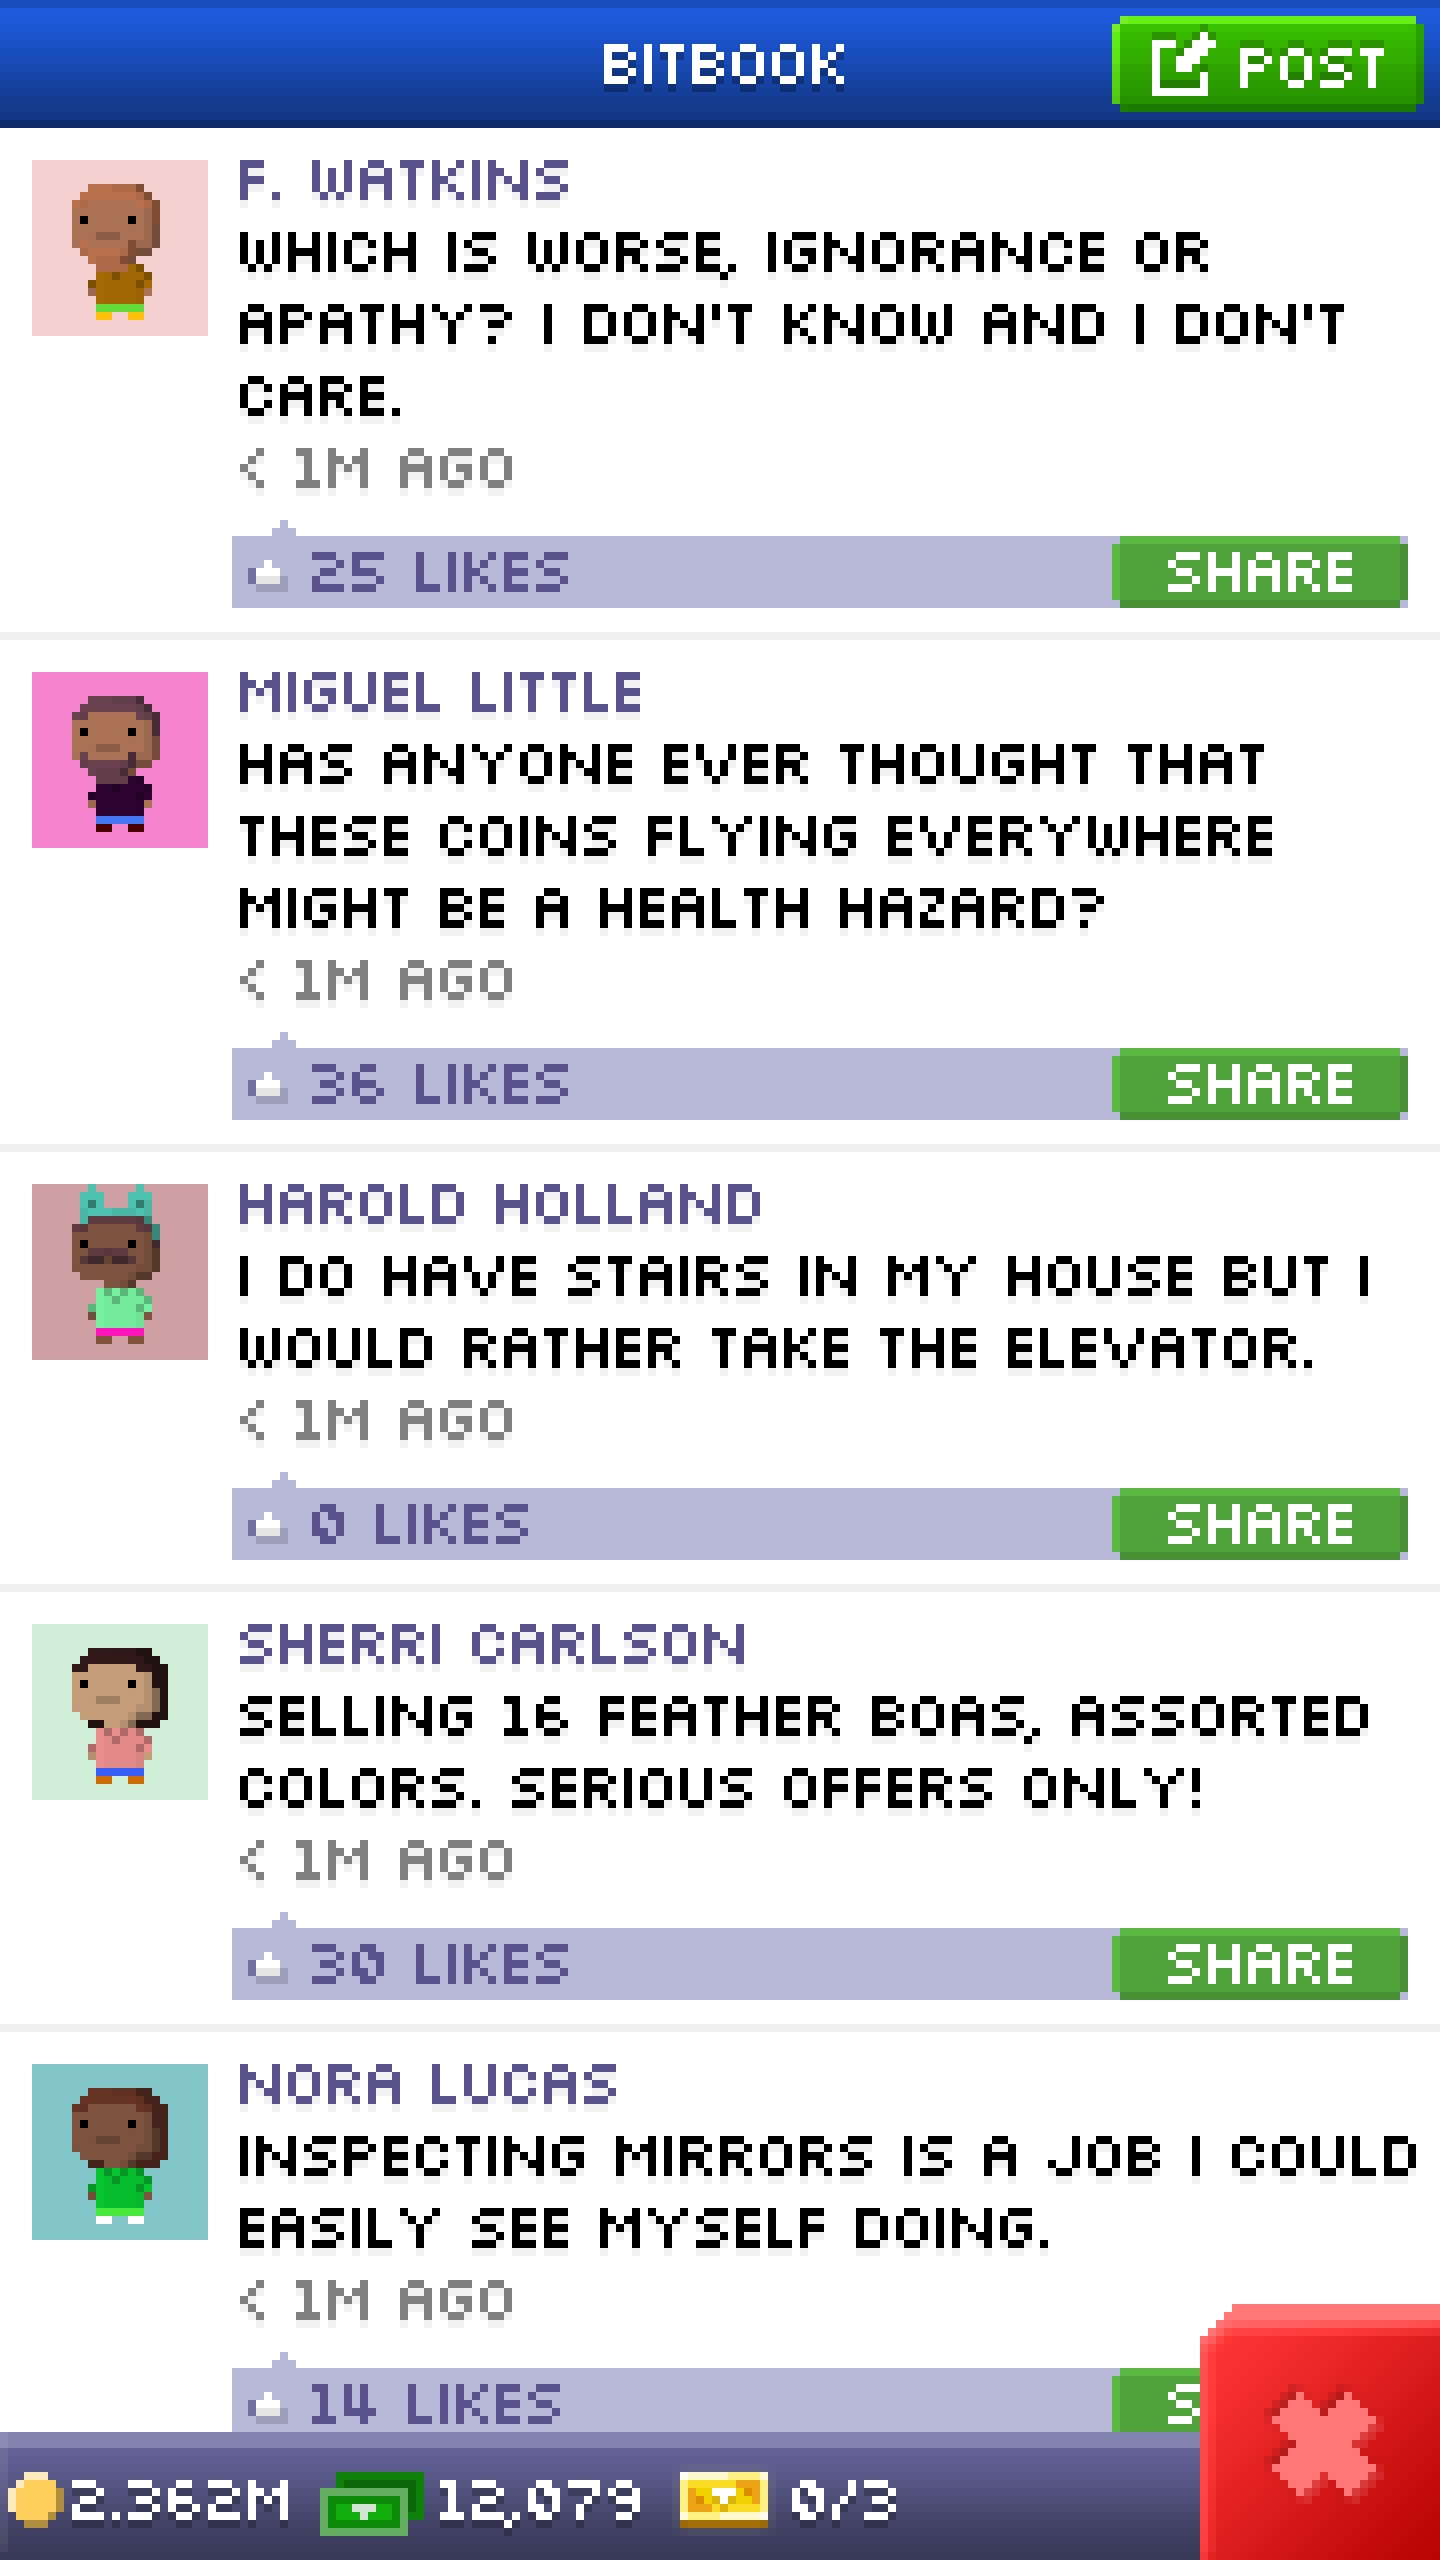 BITBOOK
POST
F. WATKINS
WHICH IS WORSE, IGNORANCE OR
APATHY? I DON'T KNOW AND I DON'T
CARE.
< 1M AGO
25 LIKES
SHARE
MIGUEL LITTLE
HAS ANYONE EVER THOUGHT THAT
THESE COINS FLYING EVERYWHERE
MIGHT BE A HEALTH HAZARD?
< 1M AGO
36 LIKES
SHARE
HAROLD HOLLAND
I DO HAVE STAIRS IN MY HOUSE BUT I
WOULD RATHER TAKE THE ELEVATOR.
< 1M AGO
0 LIKES
SHARE
SHERRI CARLSON
SELLING 16 FEATHER BOAS, ASSORTED
COLORS. SERIOUS OFFERS ONLY!
< 1M AGO
30 LIKES
SHARE
NORA LUCAS
INSPECTING MIRRORS IS A JOB I COULD
EASILY SEE MYSELF DOING.
< 1M AGO
14 LIKES
S
2.362M
12,079
0/3